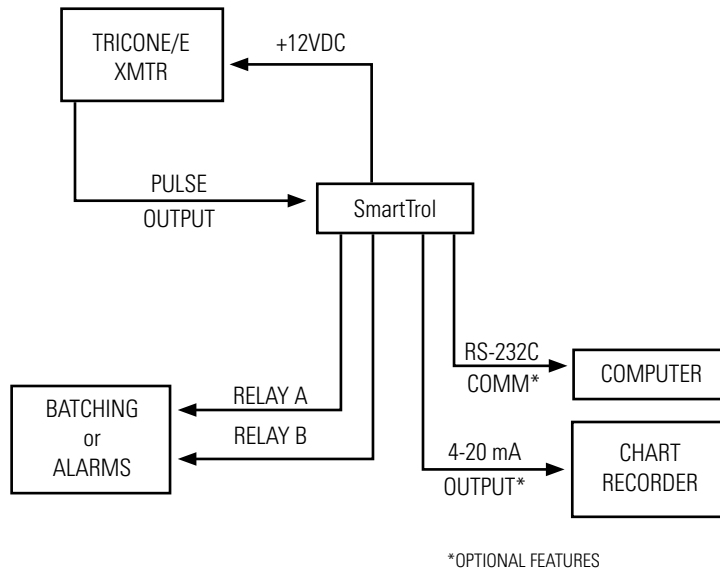 TRICONE/E
XMTR
+12VDC
PULSE
OUTPUT
SmartTrol
RS-232C
COMM*
COMPUTER
BATCHING
or
ALARMS
RELAY A
RELAY B
4-20 mA
OUTPUT*
CHART
RECORDER
*OPTIONAL FEATURES